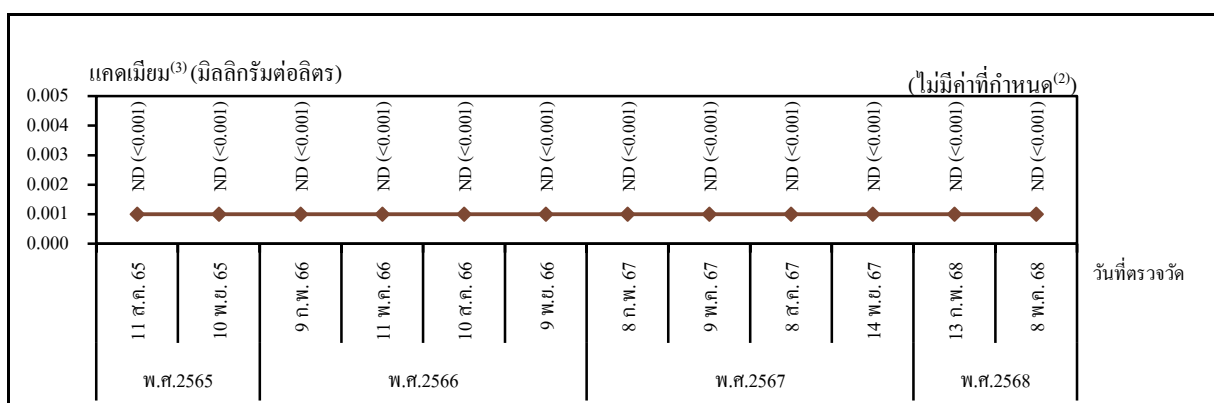 แคดเมียม(3) (มิลลิกรัมต่อลิตร)
(ไม่มีค่าที่กำหนด(2))
0.005
0.004
0.003
0.002
0.001
0.000
ND (<0.001)
ND (<0.001)
ND (<0.001)
ND (<0.001)
ND (<0.001)
ND (<0.001)
ND (<0.001)
ND (<0.001)
ND (<0.001)
ND (<0.001)
ND (<0.001)
ND (<0.001)
11 ส.ค. 65
10 พ.ย. 65
9 ก.พ. 66
11 พ.ค. 66
10 ส.ค. 66
9 พ.ย. 66
8 ก.พ. 67
9 พ.ค. 67
8 ส.ค. 67
14 พ.ย. 67
13 ก.พ. 68
8 พ.ค. 68
วันที่ตรวจวัด
พ.ศ.2565
พ.ศ.2566
พ.ศ.2567
พ.ศ.2568